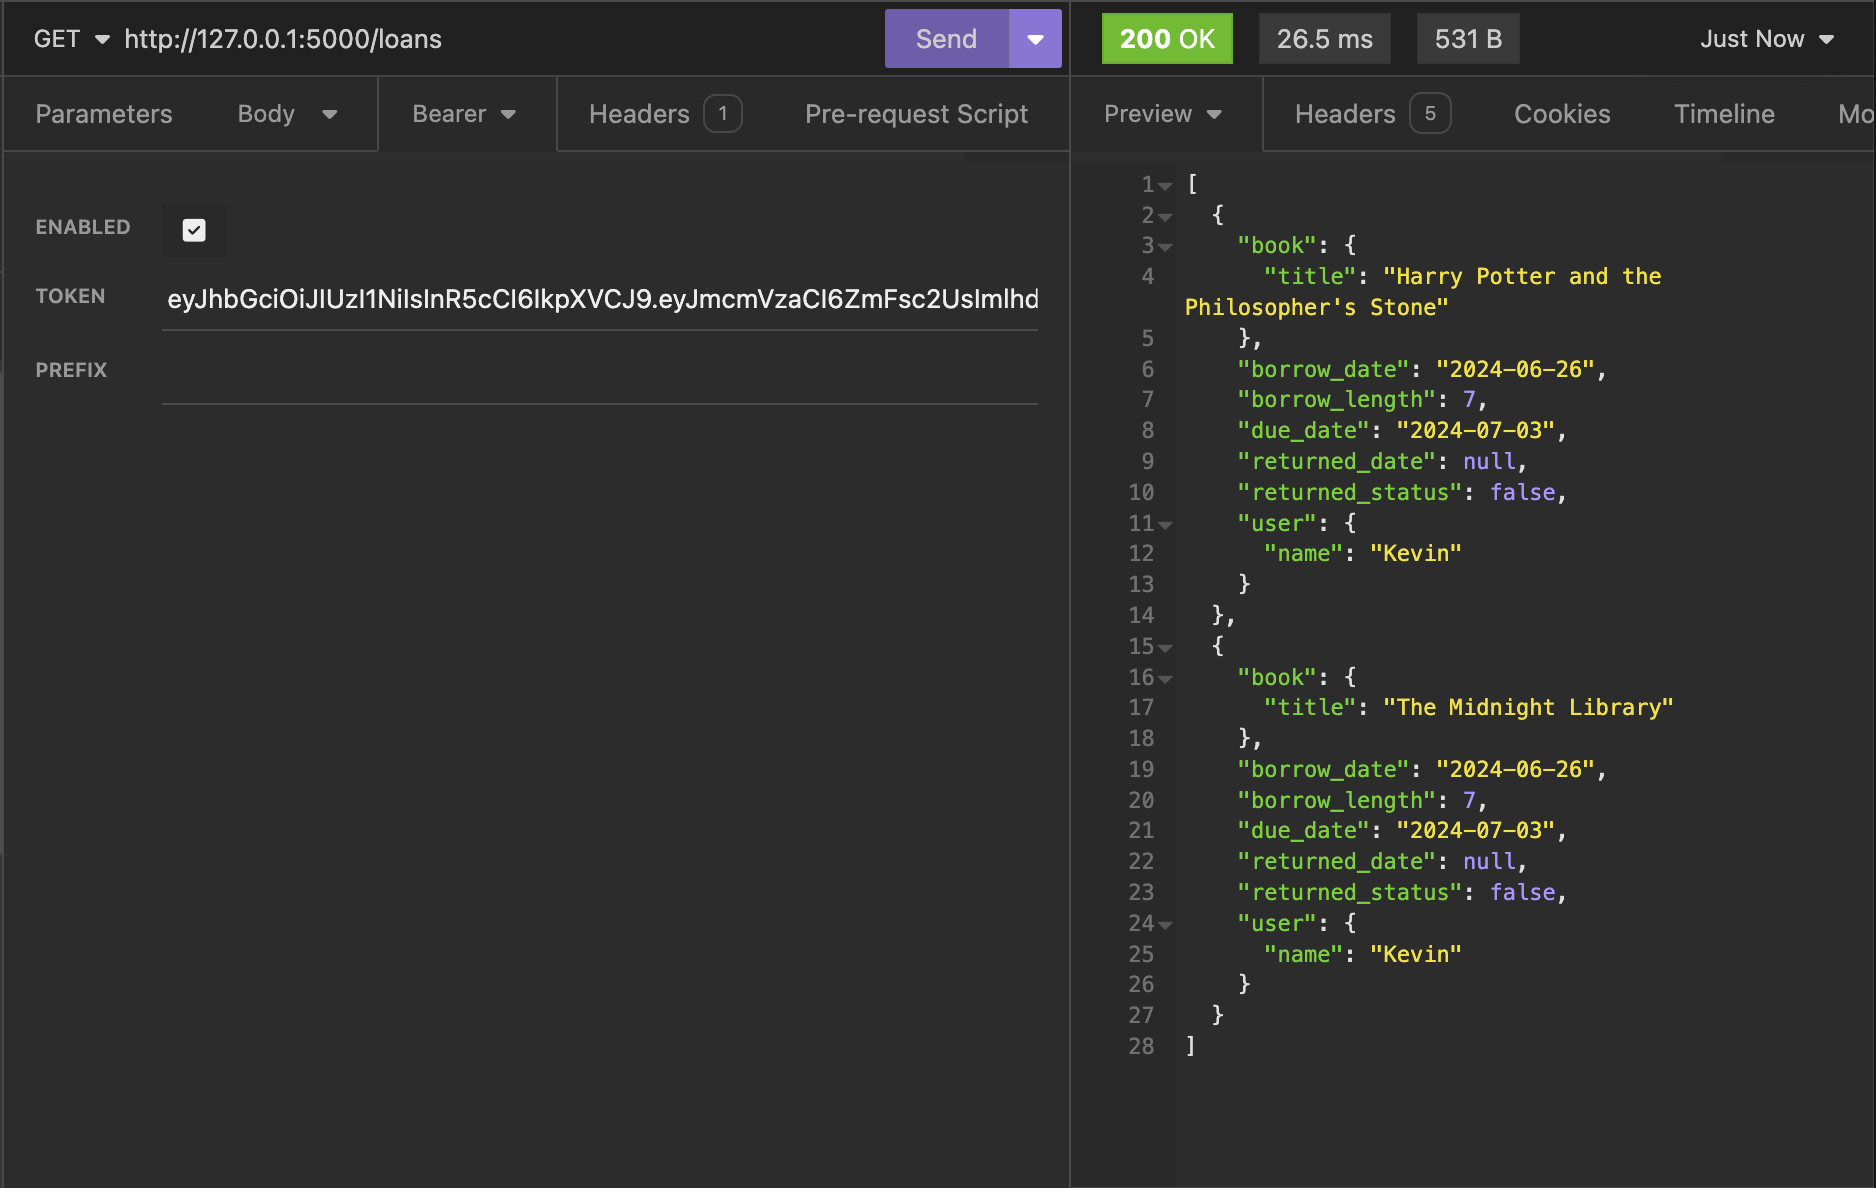 GET http://127.0.0.1:5000/loans Send
200 OK 26.5 ms 531 B Just Now
Parameters Body Bearer Headers 1 Pre-request Script
Preview Headers 5 Cookies Timeline Mo
ENABLED
TOKEN eyJhbGciOiJIUzI1NiIsInR5cCI6IkpXVCJ9.eyJmcmVzaCI6ZmFsc2UsImlhd
PREFIX
1 [
2 {
3 "book": {
4 "title": "Harry Potter and the
Philosopher's Stone"
5 },
6 "borrow_date": "2024-06-26",
7 "borrow_length": 7,
8 "due_date": "2024-07-03",
9 "returned_date": null,
10 "returned_status": false,
11 "user": {
12 "name": "Kevin"
13 }
14 },
15 {
16 "book": {
17 "title": "The Midnight Library"
18 },
19 "borrow_date": "2024-06-26",
20 "borrow_length": 7,
21 "due_date": "2024-07-03",
22 "returned_date": null,
23 "returned_status": false,
24 "user": {
25 "name": "Kevin"
26 }
27 }
28 ]